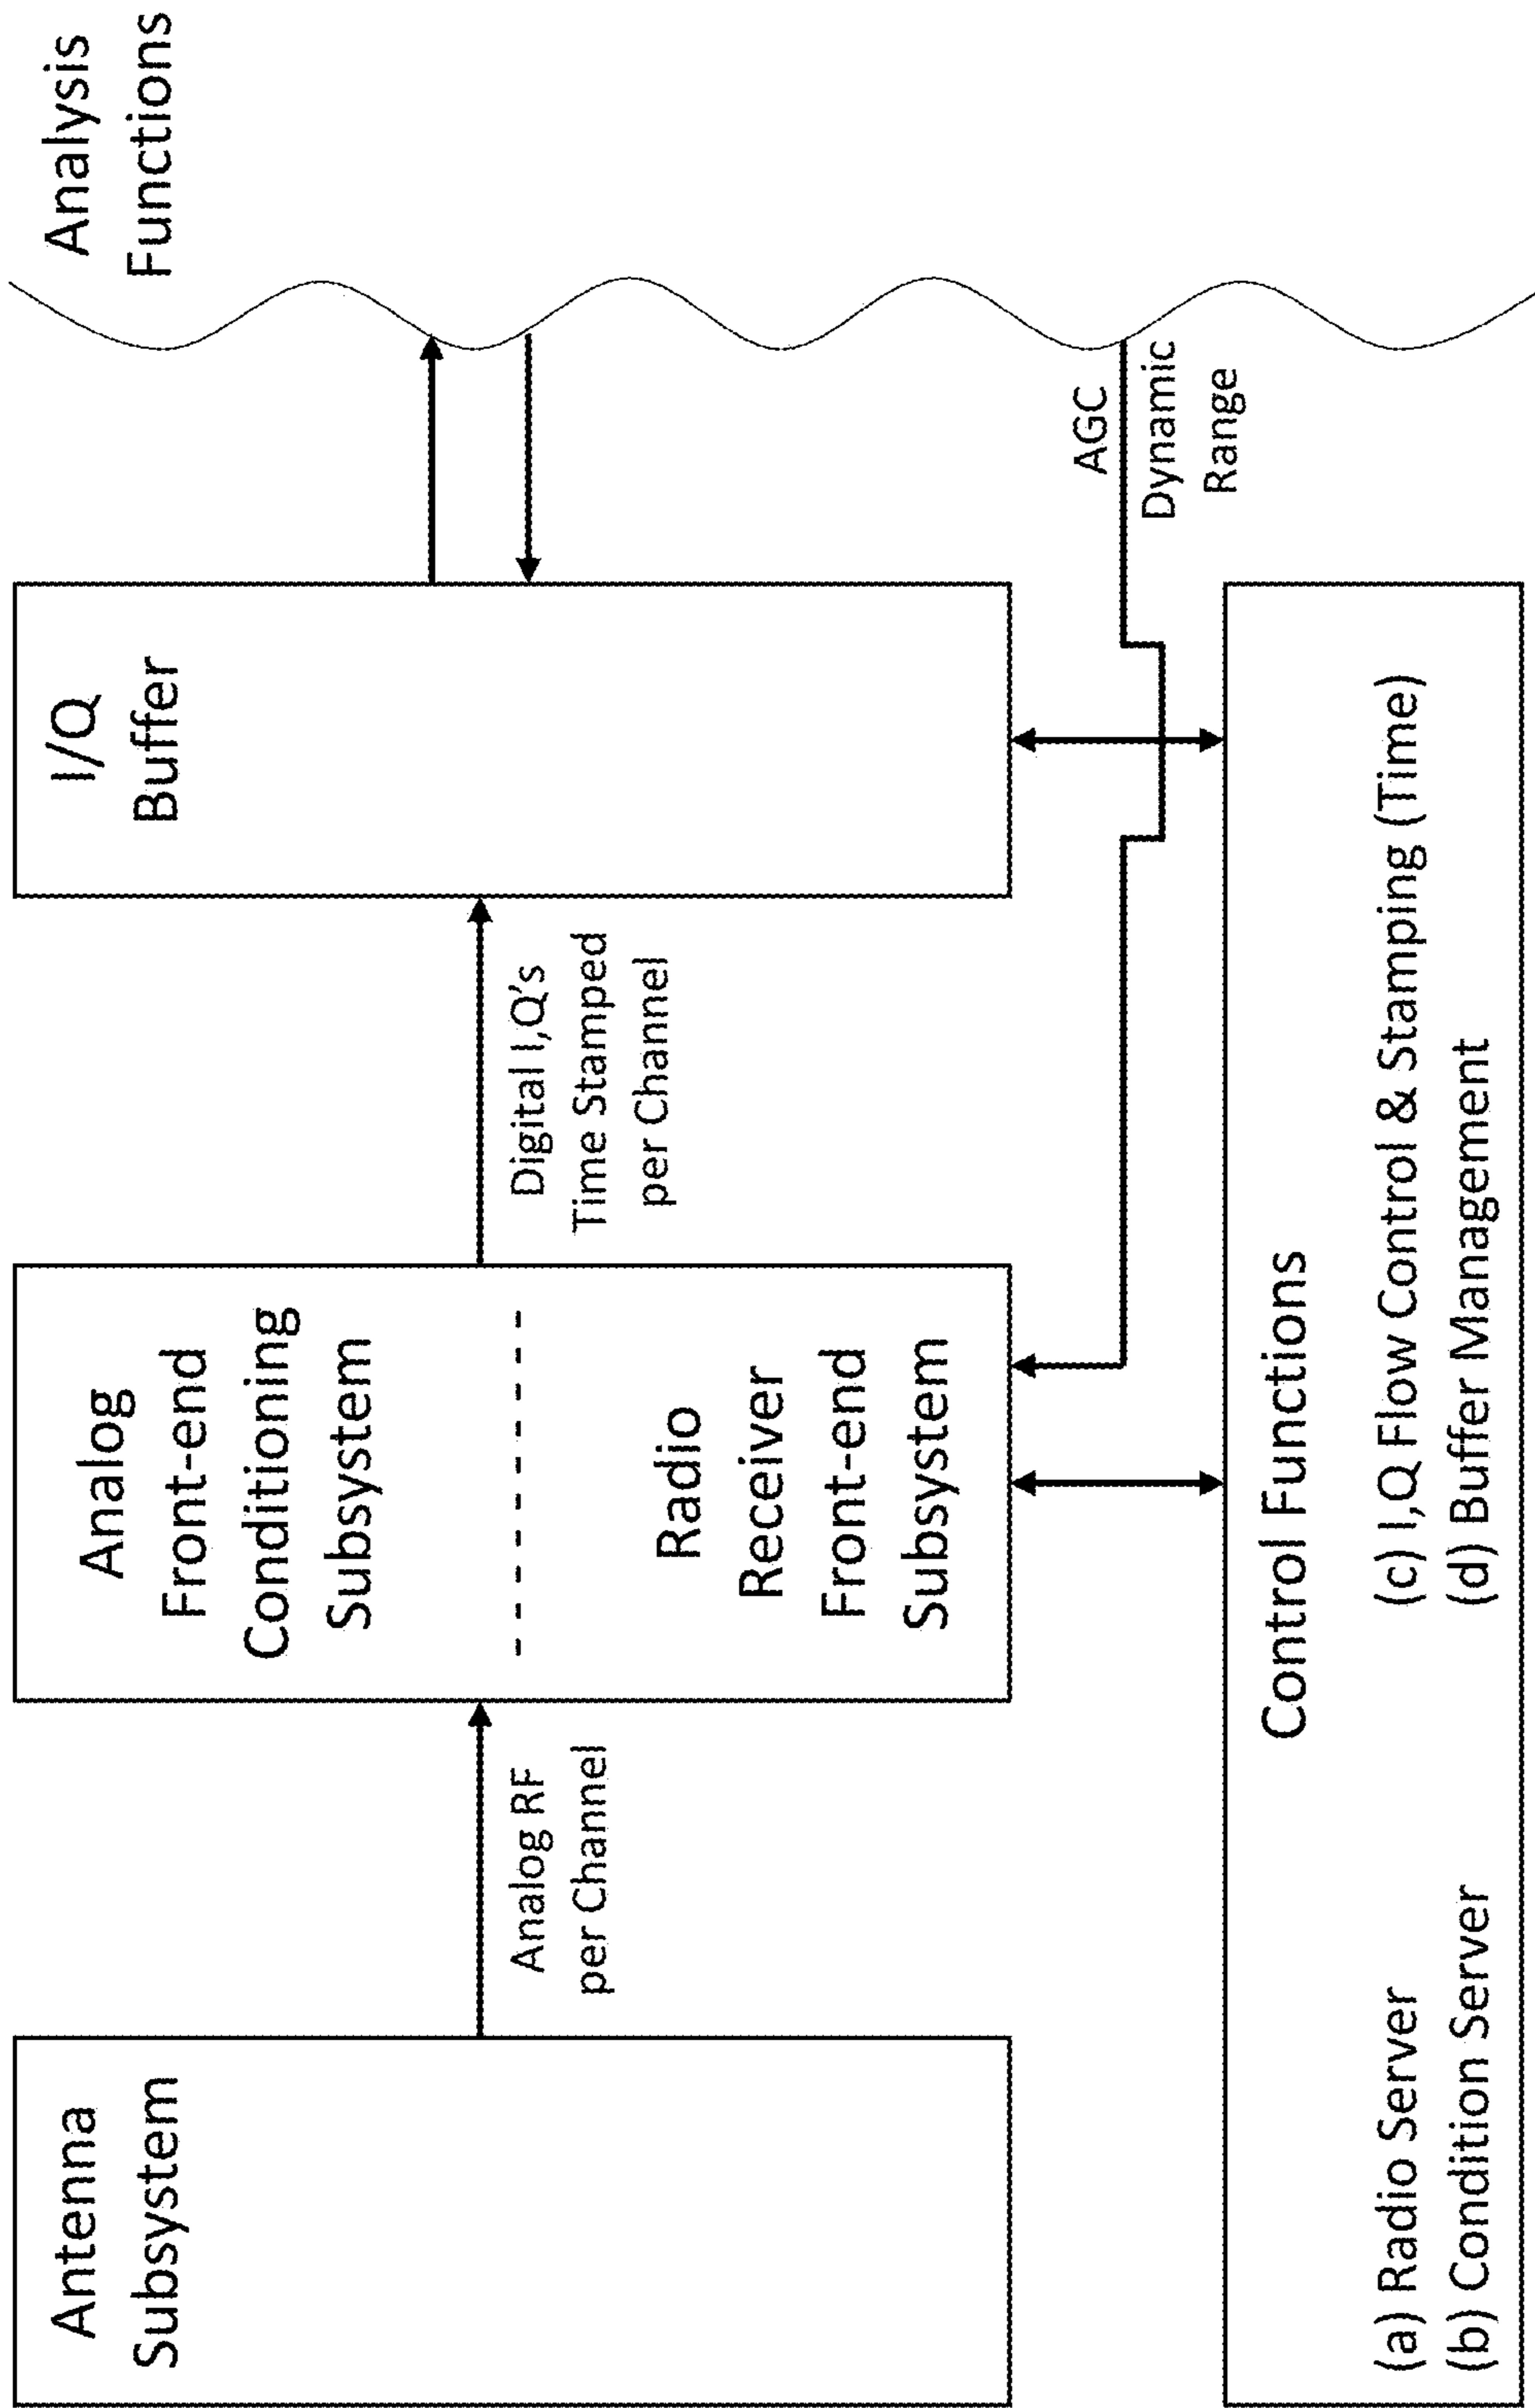 Antenna
Subsystem
Analog RF
per Channel
Analog
Front-end
Conditioning
Subsystem
Radio
Receiver
Front-end
Subsystem
Digital I,Q's
Time Stamped
per Channel
I/Q
Buffer
Analysis
Functions
AGC
Dynamic
Range
Control Functions
(a) Radio Server
(b) Condition Server
(c) I,Q Flow Control & Stamping (Time)
(d) Buffer Management